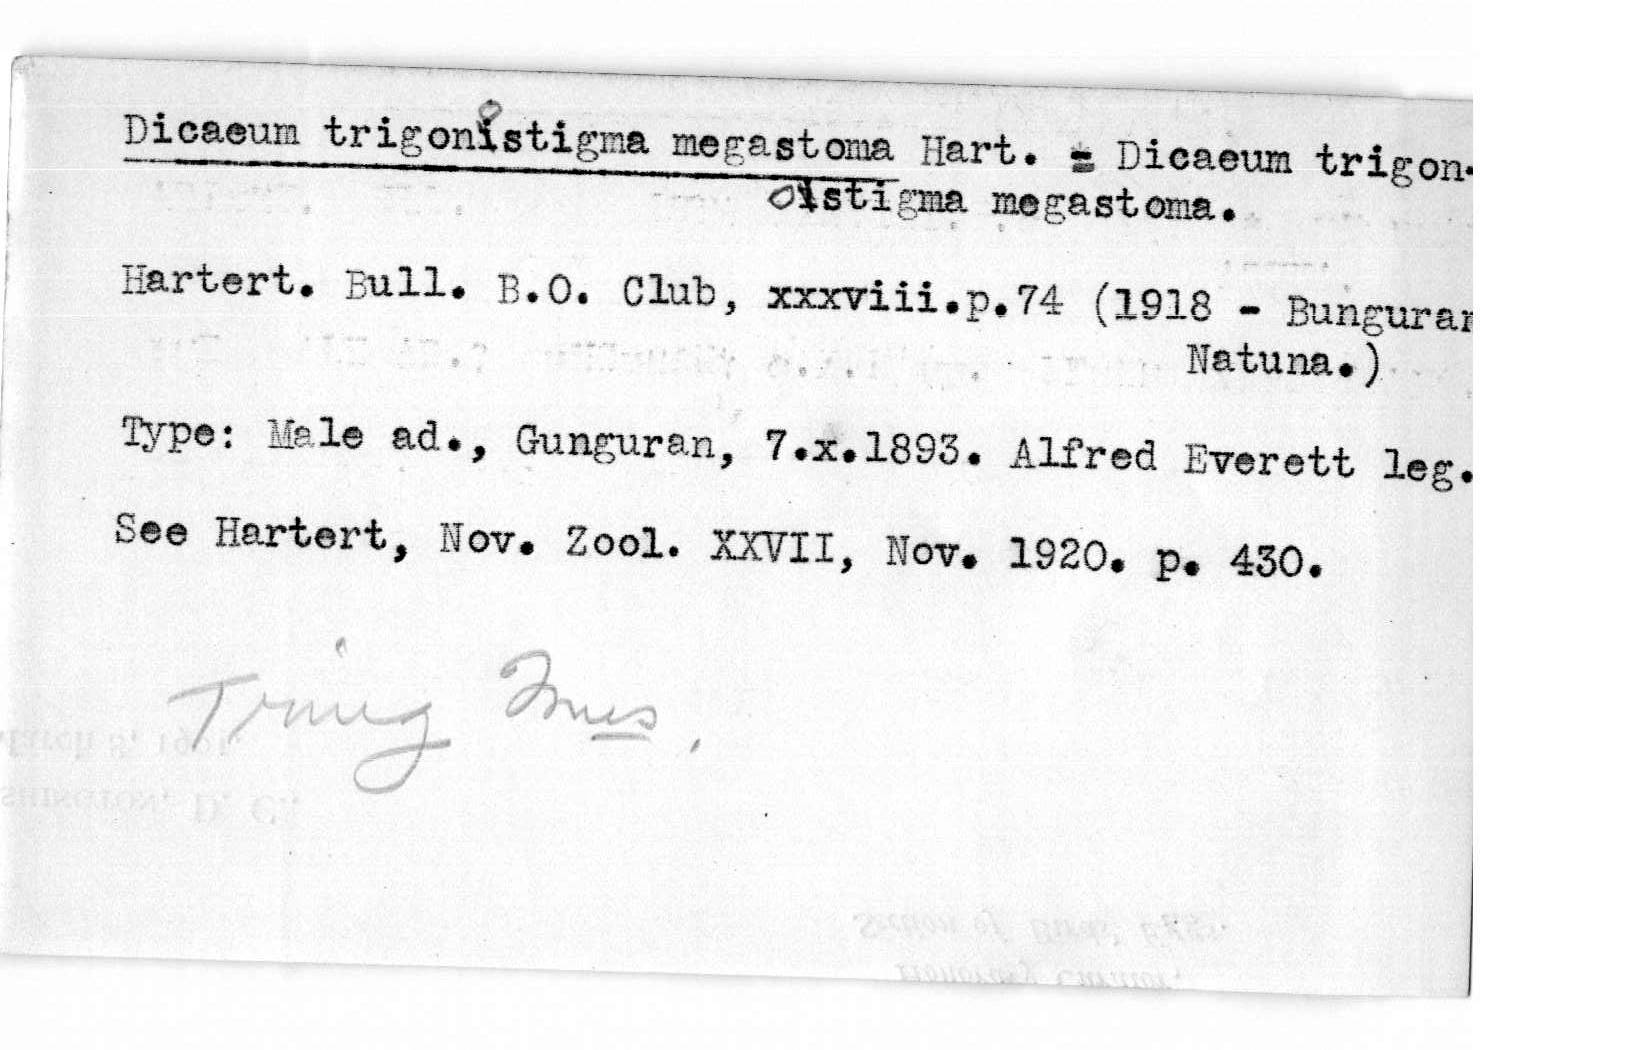 Dicaeum trigonostigma megastoma Hart. = Dicaeum trigon-
ostigma megastoma.
Hartert. Bull. B.O. Club, xxxviii.p.74 (1918 - Bunguran
Natuna.)
Type: Male ad., Gunguran, 7.x.1893. Alfred Everett leg.
See Hartert, Nov. Zool. XXVII, Nov. 1920. p. 430.
Tring Mus.